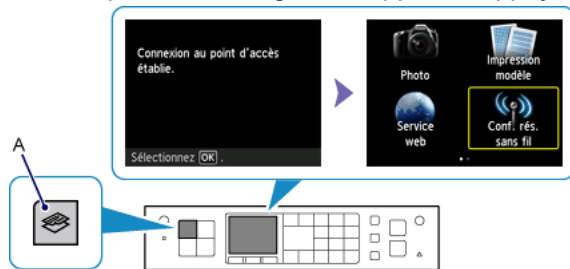 Connexion au point d'accès
établie.
Sélectionnez OK .
Photo
Impression
modèle
Service
web
Conf. rés.
sans fil
A